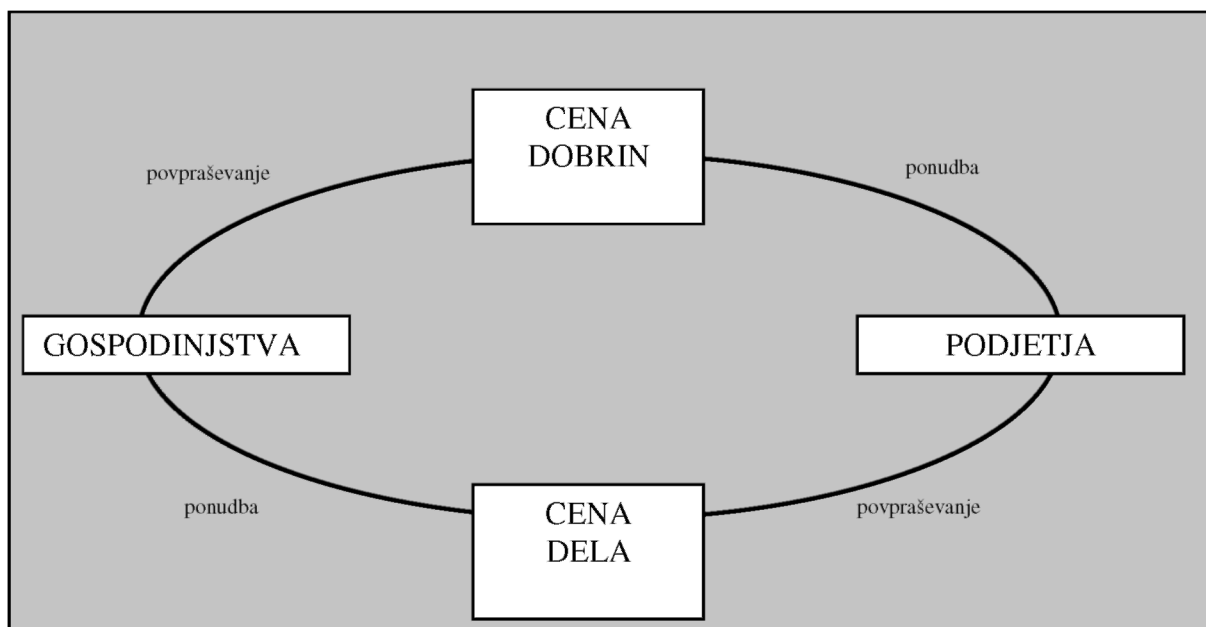 CENA
DOBRIN
povpraševanje
ponudba
GOSPODINJSTVA
PODJETJA
ponudba
CENA
DELA
povpraševanje